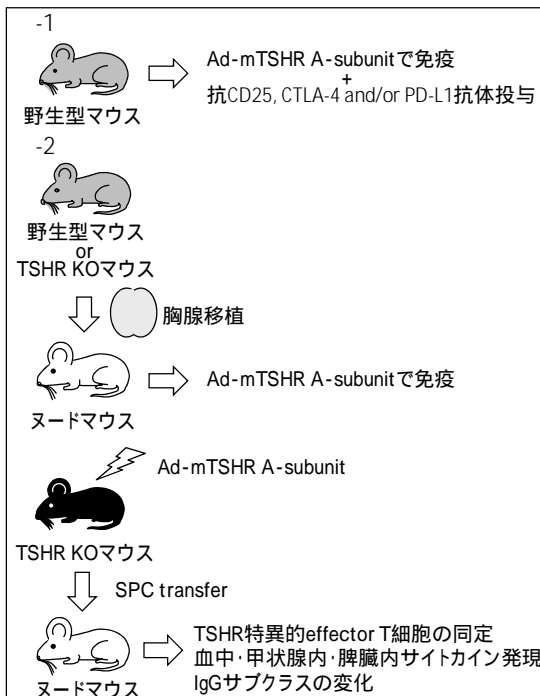 -1
Ad-mTSHR A-subunitで免疫
+
抗CD25, CTLA-4 and/or PD-L1抗体投与
野生型マウス
-2
野生型マウス
or
TSHR KOマウス
胸腺移植
Ad-mTSHR A-subunitで免疫
ヌードマウス
Ad-mTSHR A-subunit
TSHR KOマウス
SPC transfer
TSHR特異的effector T細胞の同定
血中・甲状腺内・脾臓内サイトカイン発現
IgGサブクラスの変化
ヌードマウス